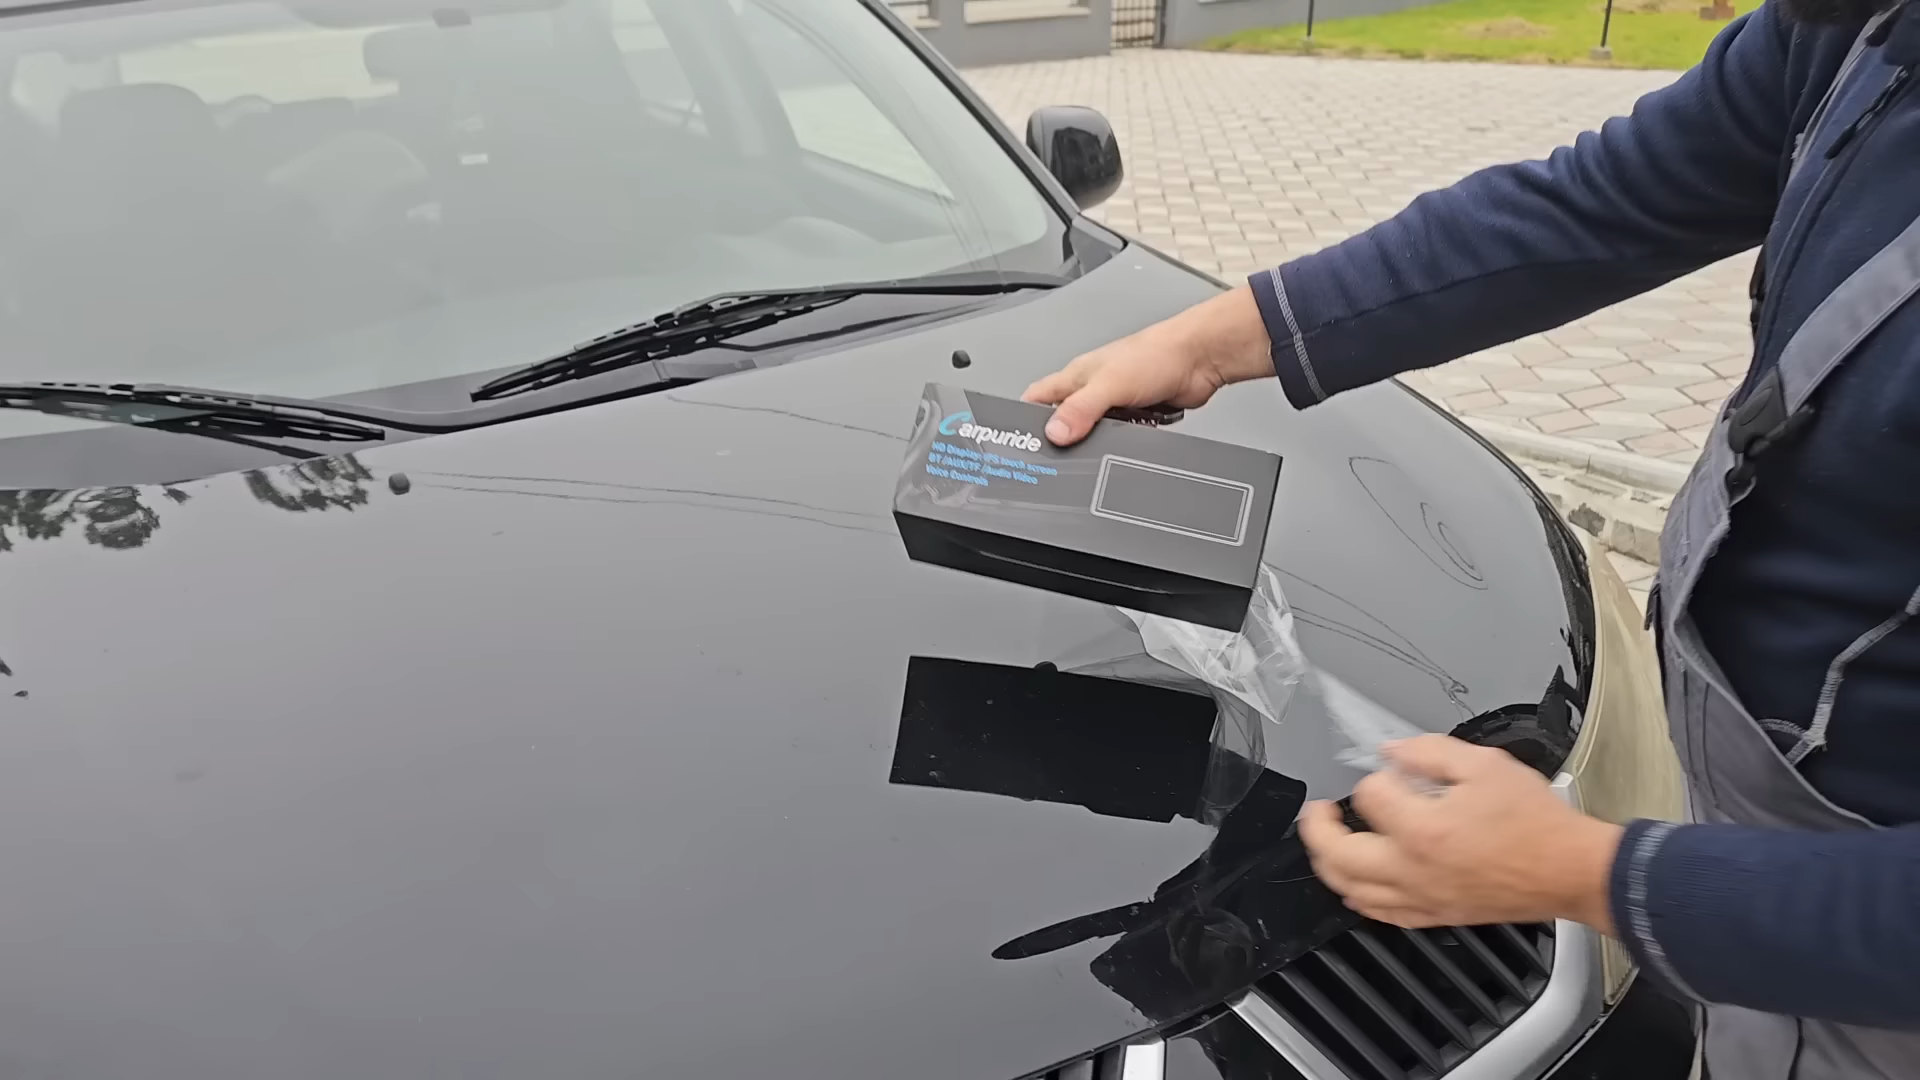 Carpuride
HD Display: IPS touch screen
BT /AUX/TF /Audio Video
Voice Controls